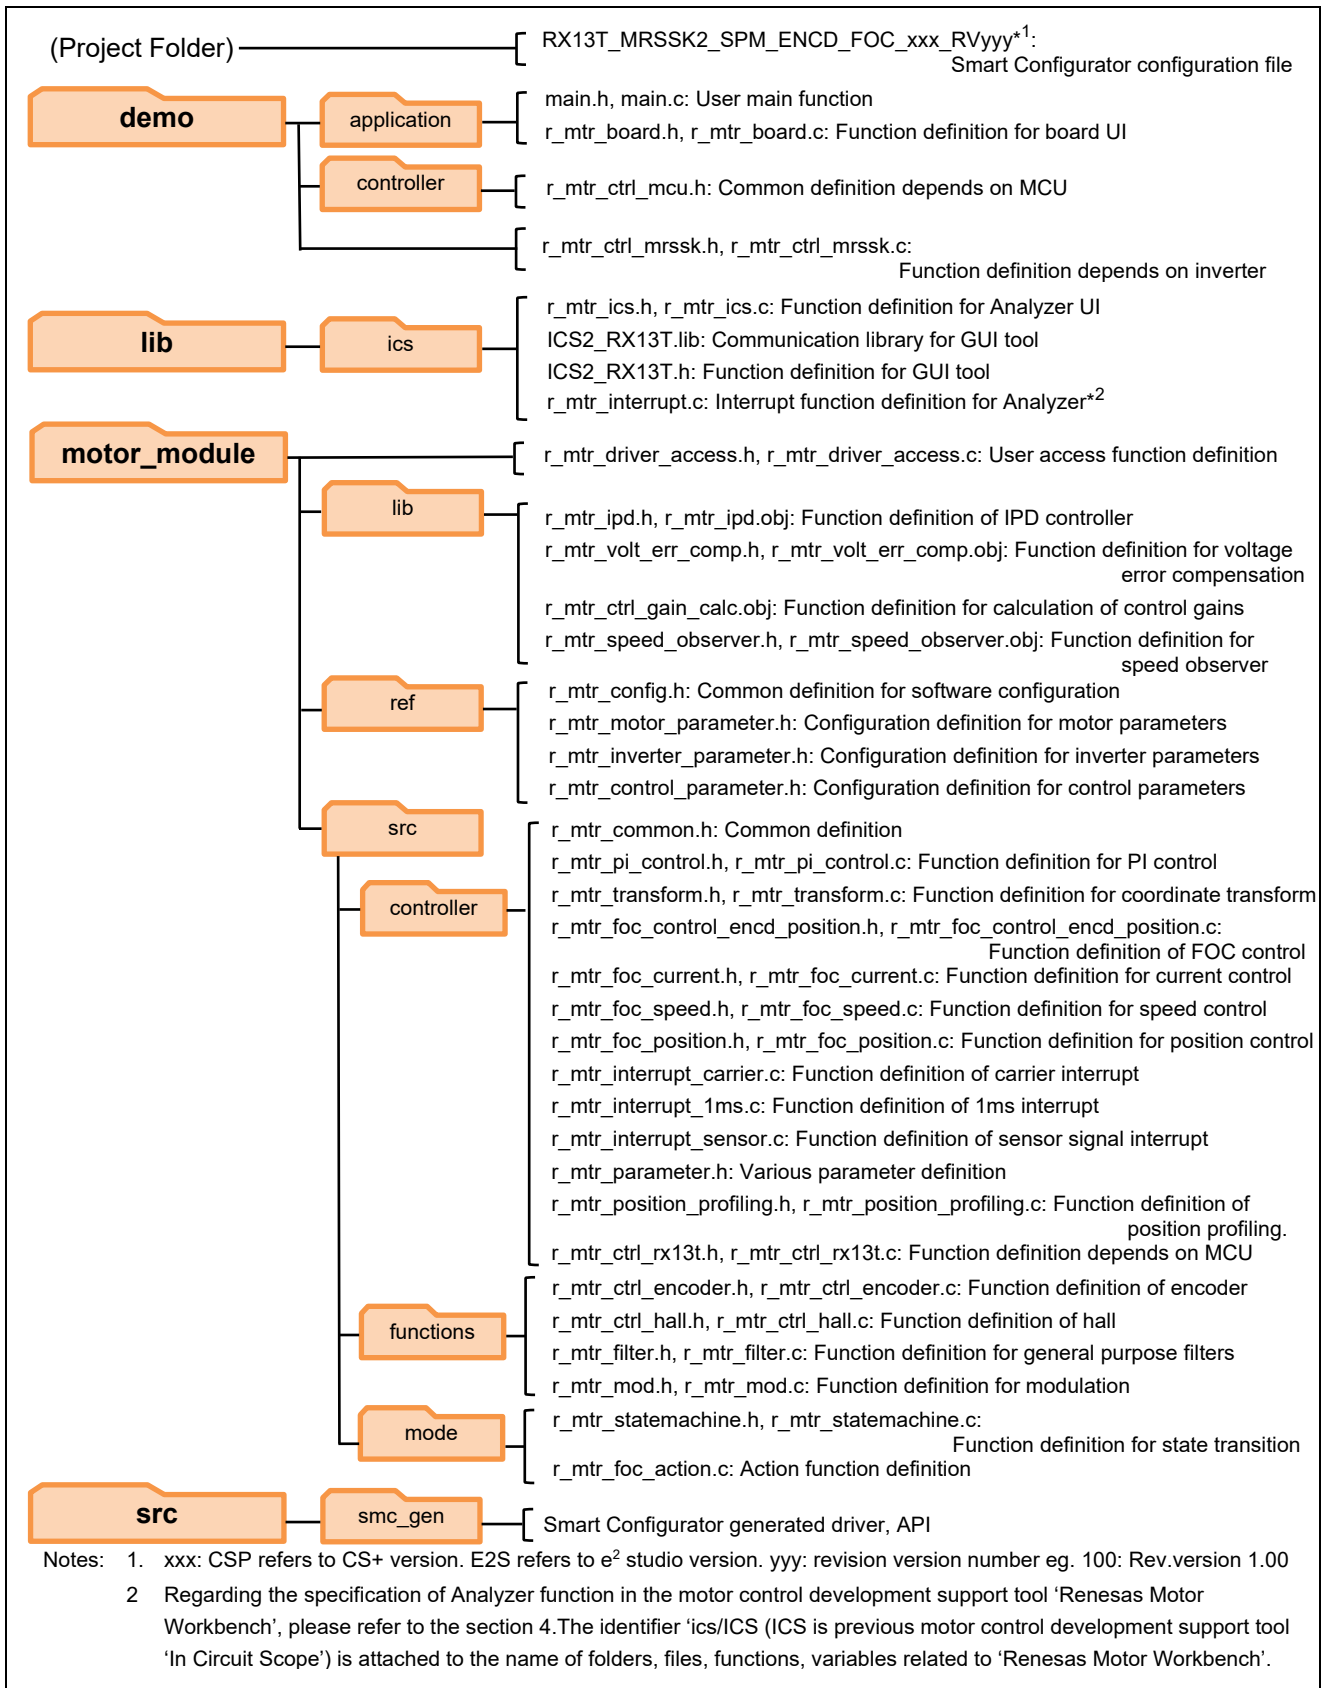 (Project Folder)
RX13T_MRSSK2_SPM_ENCD_FOC_xxx_RVyyy*1:
Smart Configurator configuration file
demo
application
main.h, main.c: User main function
r_mtr_board.h, r_mtr_board.c: Function definition for board UI
controller
r_mtr_ctrl_mcu.h: Common definition depends on MCU
r_mtr_ctrl_mrssk.h, r_mtr_ctrl_mrssk.c:
Function definition depends on inverter
lib
ics
r_mtr_ics.h, r_mtr_ics.c: Function definition for Analyzer UI
ICS2_RX13T.lib: Communication library for GUI tool
ICS2_RX13T.h: Function definition for GUI tool
r_mtr_interrupt.c: Interrupt function definition for Analyzer*2
motor_module
r_mtr_driver_access.h, r_mtr_driver_access.c: User access function definition
lib
r_mtr_ipd.h, r_mtr_ipd.obj: Function definition of IPD controller
r_mtr_volt_err_comp.h, r_mtr_volt_err_comp.obj: Function definition for voltage
error compensation
r_mtr_ctrl_gain_calc.obj: Function definition for calculation of control gains
r_mtr_speed_observer.h, r_mtr_speed_observer.obj: Function definition for
speed observer
ref
r_mtr_config.h: Common definition for software configuration
r_mtr_motor_parameter.h: Configuration definition for motor parameters
r_mtr_inverter_parameter.h: Configuration definition for inverter parameters
r_mtr_control_parameter.h: Configuration definition for control parameters
src
controller
r_mtr_common.h: Common definition
r_mtr_pi_control.h, r_mtr_pi_control.c: Function definition for PI control
r_mtr_transform.h, r_mtr_transform.c: Function definition for coordinate transform
r_mtr_foc_control_encd_position.h, r_mtr_foc_control_encd_position.c:
Function definition of FOC control
r_mtr_foc_current.h, r_mtr_foc_current.c: Function definition for current control
r_mtr_foc_speed.h, r_mtr_foc_speed.c: Function definition for speed control
r_mtr_foc_position.h, r_mtr_foc_position.c: Function definition for position control
r_mtr_interrupt_carrier.c: Function definition of carrier interrupt
r_mtr_interrupt_1ms.c: Function definition of 1ms interrupt
r_mtr_interrupt_sensor.c: Function definition of sensor signal interrupt
r_mtr_parameter.h: Various parameter definition
r_mtr_position_profiling.h, r_mtr_position_profiling.c: Function definition of
position profiling.
r_mtr_ctrl_rx13t.h, r_mtr_ctrl_rx13t.c: Function definition depends on MCU
functions
r_mtr_ctrl_encoder.h, r_mtr_ctrl_encoder.c: Function definition of encoder
r_mtr_ctrl_hall.h, r_mtr_ctrl_hall.c: Function definition of hall
r_mtr_filter.h, r_mtr_filter.c: Function definition for general purpose filters
r_mtr_mod.h, r_mtr_mod.c: Function definition for modulation
mode
r_mtr_statemachine.h, r_mtr_statemachine.c:
Function definition for state transition
r_mtr_foc_action.c: Action function definition
src
smc_gen
Smart Configurator generated driver, API
Notes: 1. xxx: CSP refers to CS+ version. E2S refers to e2 studio version. yyy: revision version number eg. 100: Rev.version 1.00
2 Regarding the specification of Analyzer function in the motor control development support tool ‘Renesas Motor
Workbench’, please refer to the section 4.The identifier ‘ics/ICS (ICS is previous motor control development support tool
‘In Circuit Scope’) is attached to the name of folders, files, functions, variables related to ‘Renesas Motor Workbench’.